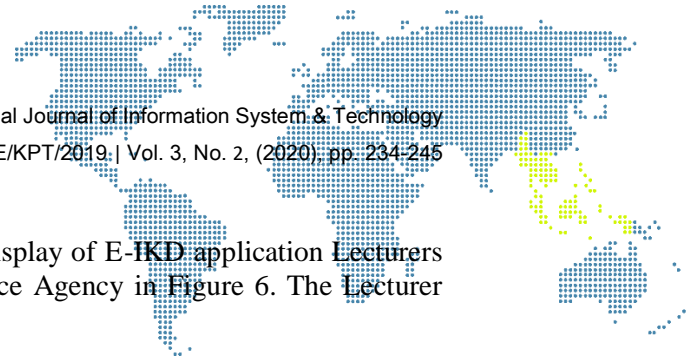 al Journal of Information System & Technology
E/KPT/2019 | Vol. 3, No. 2, (2020), pp. 234-245
isplay of E-IKD application Lecturers
ce Agency in Figure 6. The Lecturer